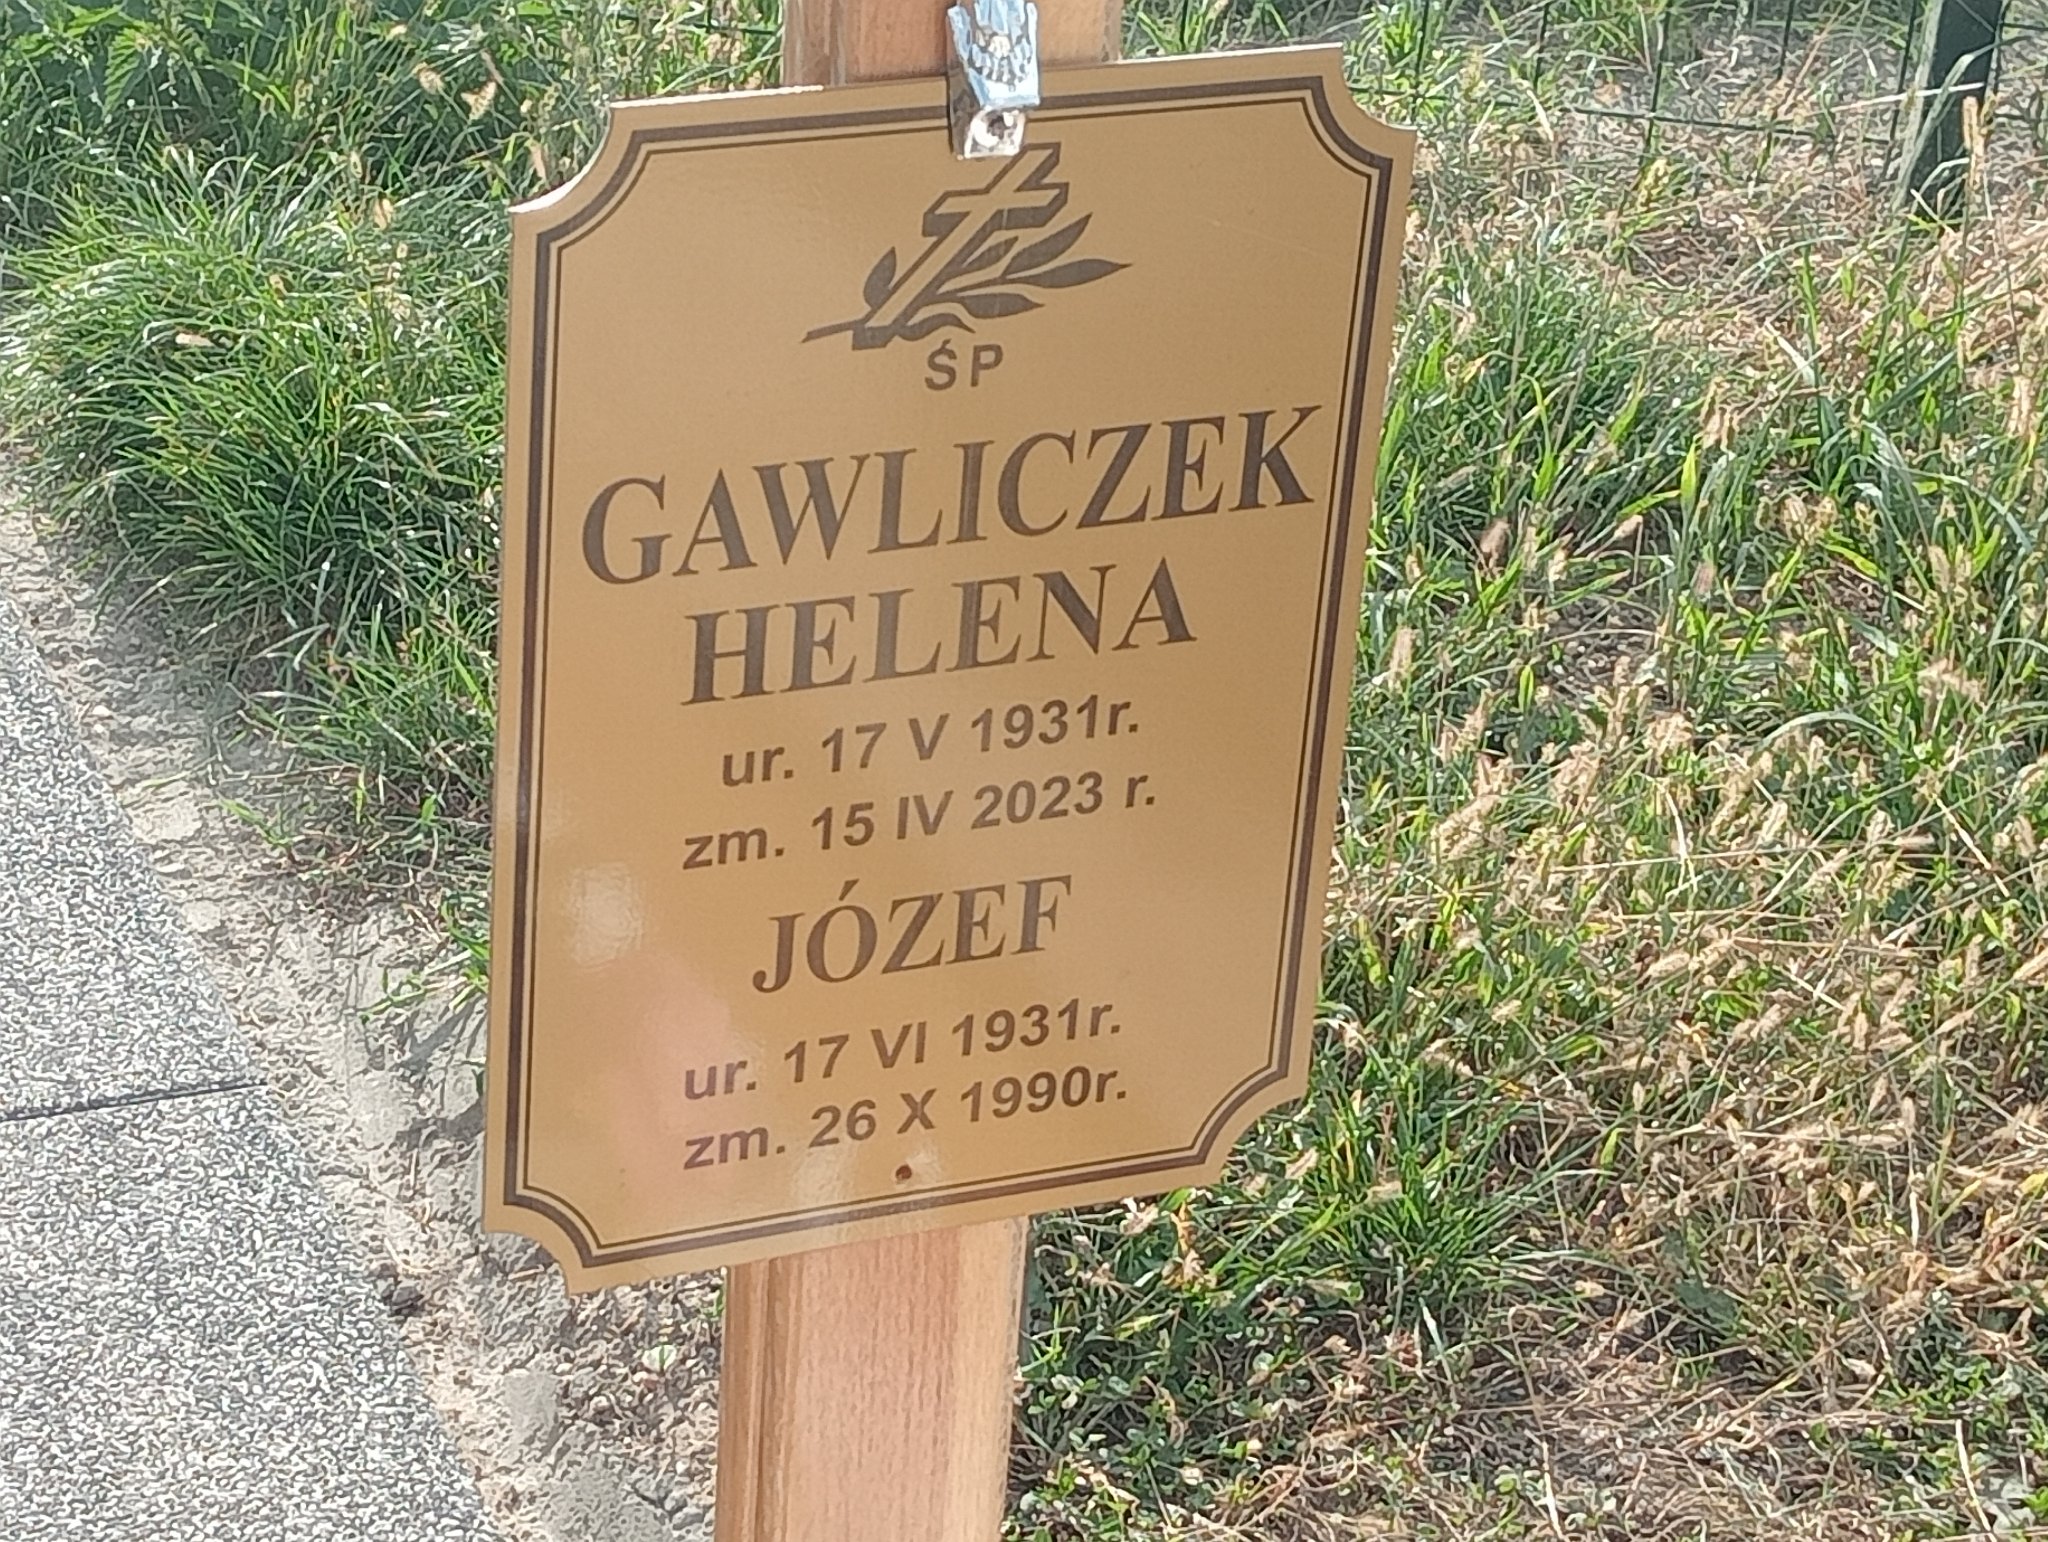 ŚP
GAWLICZEK
HELENA
ur. 17 V 1931r.
zm. 15 IV 2023 r.
JÓZEF
ur. 17 VI 1931r.
zm. 26 X 1990r.